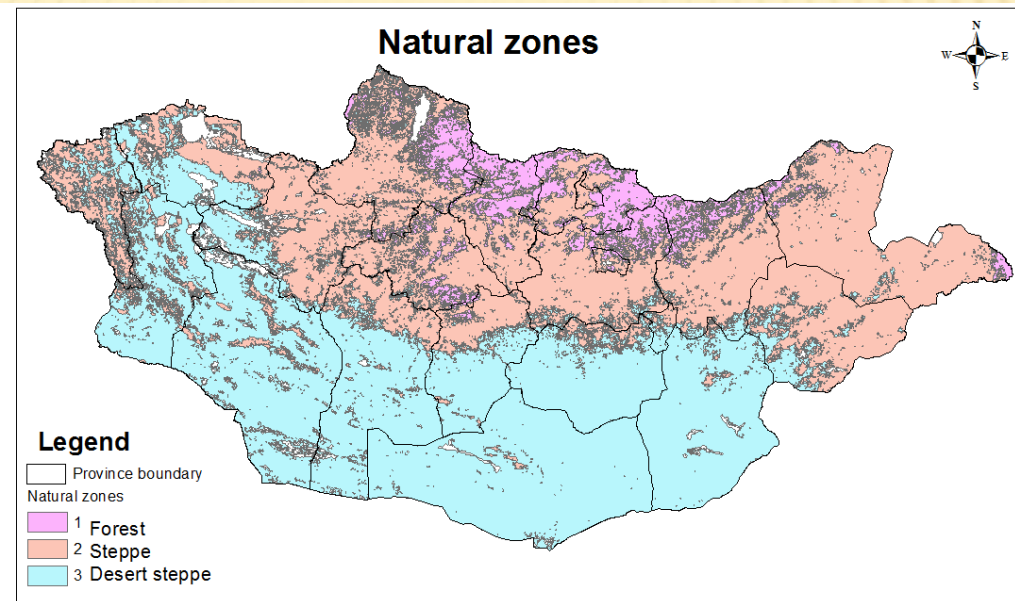 Natural zones
N
W E
S
Legend
Province boundary
Natural zones
1 Forest
2 Steppe
3 Desert steppe